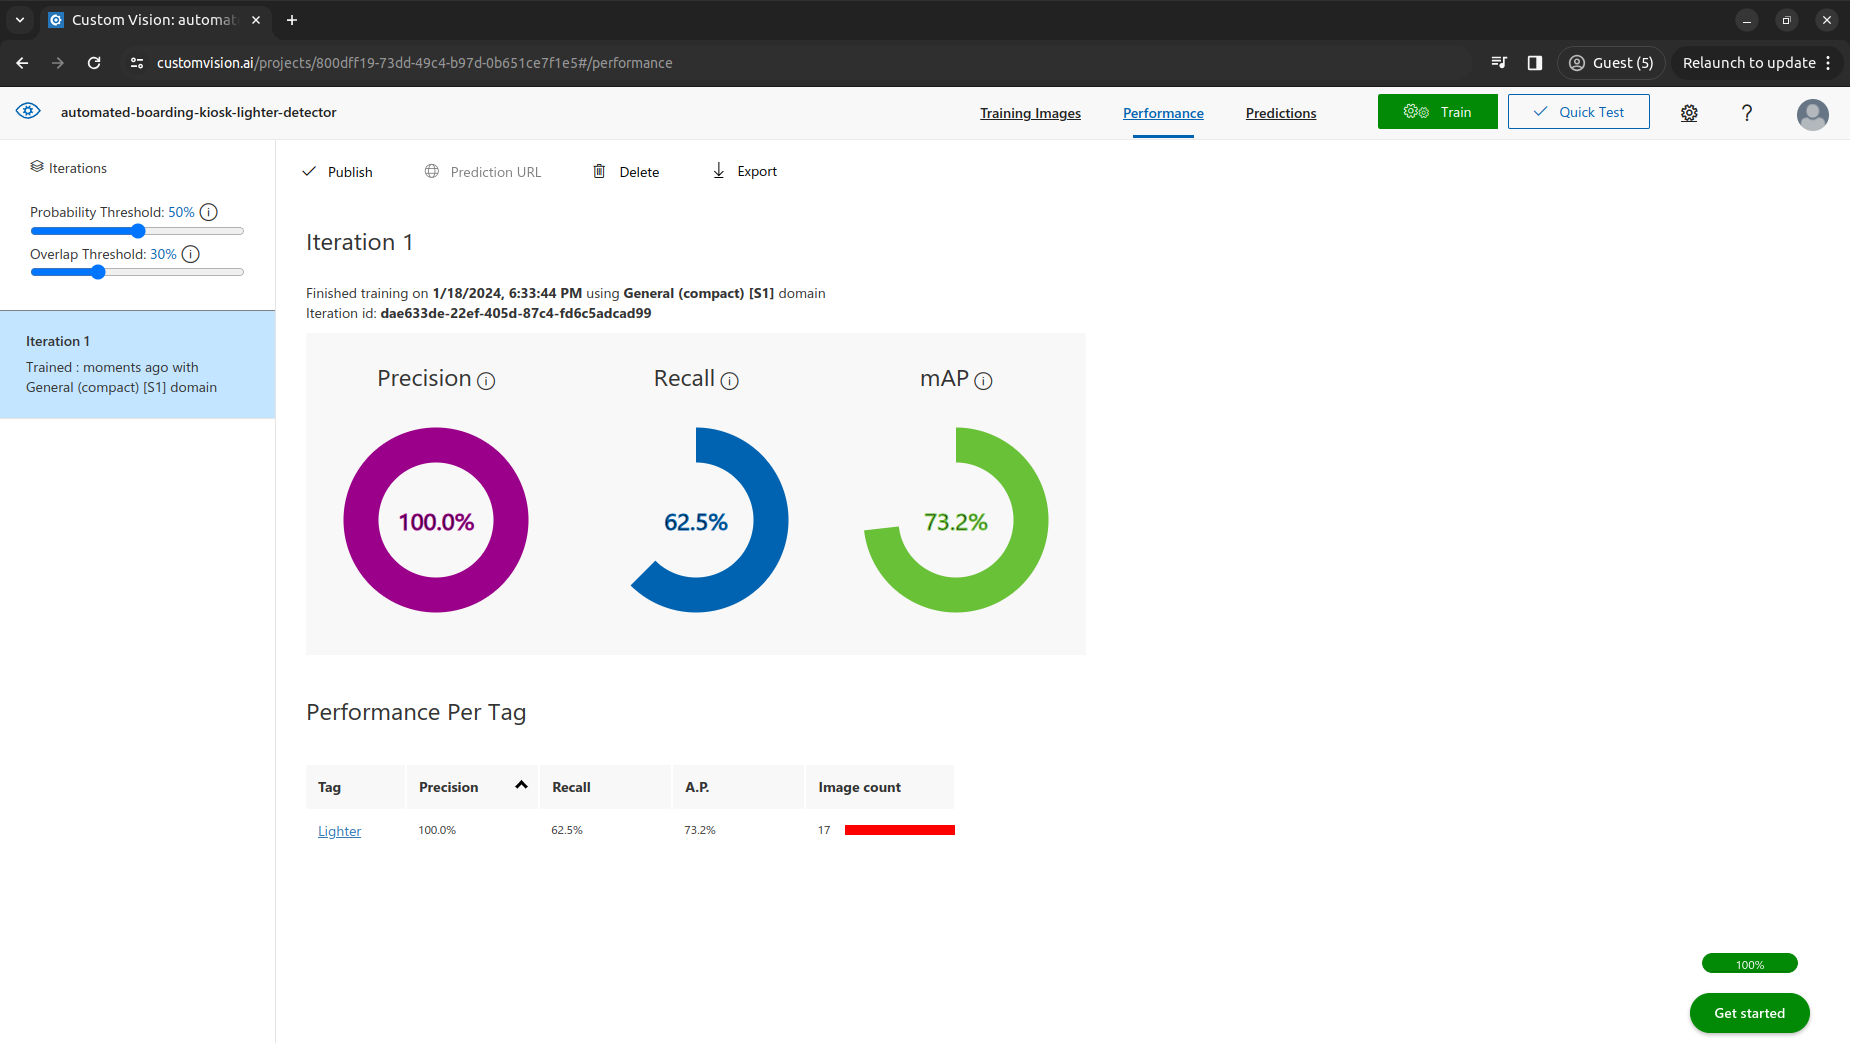 Custom Vision: automat
customvision.ai/projects/800dff19-73dd-49c4-b97d-0b651ce7f1e5#/performance
Guest (5)
Relaunch to update
automated-boarding-kiosk-lighter-detector
Training Images
Performance
Predictions
Train
Quick Test
?
Iterations
Probability Threshold: 50% i
Overlap Threshold: 30% i
Iteration 1
Trained : moments ago with
General (compact) [S1] domain
Publish
Prediction URL
Delete
Export
Iteration 1
Finished training on 1/18/2024, 6:33:44 PM using General (compact) [S1] domain
Iteration id: dae633de-22ef-405d-87c4-fd6c5adcad99
Precision i
Recall i
mAP i
100.0%
62.5%
73.2%
Performance Per Tag
Tag Precision Recall A.P. Image count
Lighter 100.0% 62.5% 73.2% 17
100%
Get started